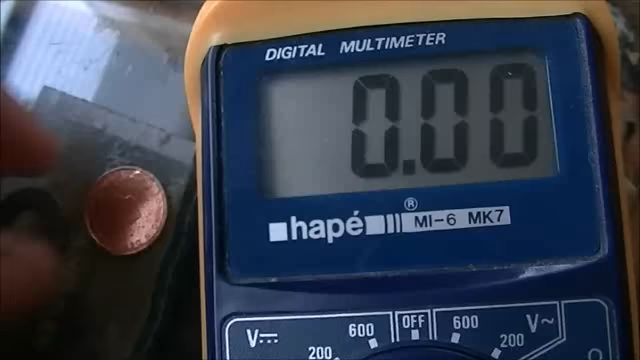 DIGITAL MULTIMETER
0.00
hapé ® MI-6 MK7
V⎓ 600 OFF 600 V~
200 200